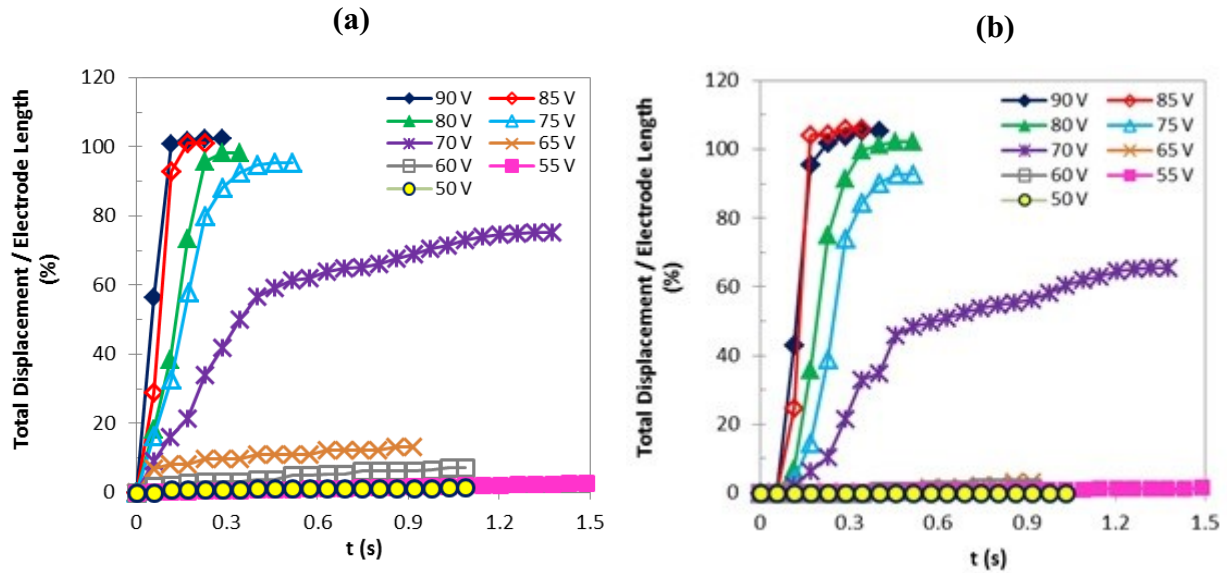 (a)
120
100
80
60
40
20
0
Total Displacement / Electrode Length
(%)
90 V
85 V
80 V
75 V
70 V
65 V
60 V
55 V
50 V
0
0.3
0.6
0.9
1.2
1.5
t (s)
(b)
120
100
80
60
40
20
0
Total Displacement / Electrode Length
(%)
90 V
85 V
80 V
75 V
70 V
65 V
60 V
55 V
50 V
0
0.3
0.6
0.9
1.2
1.5
t (s)